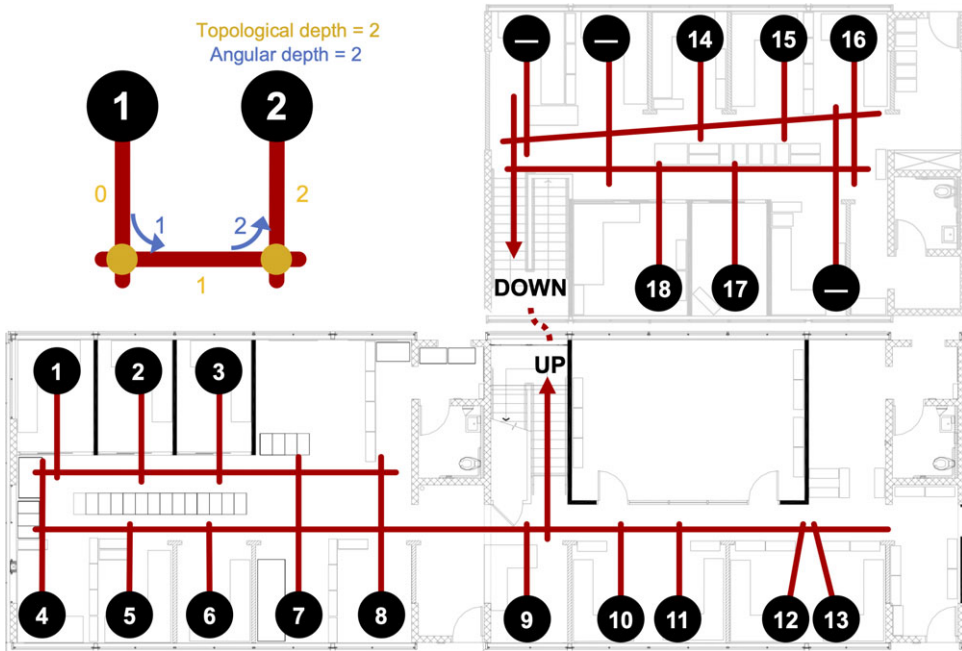 Topological depth = 2
Angular depth = 2
1
2
0
1
2
2
1
— — 14 15 16
18 17 —
DOWN
UP
1 2 3
4 5 6 7 8 9 10 11 12 13